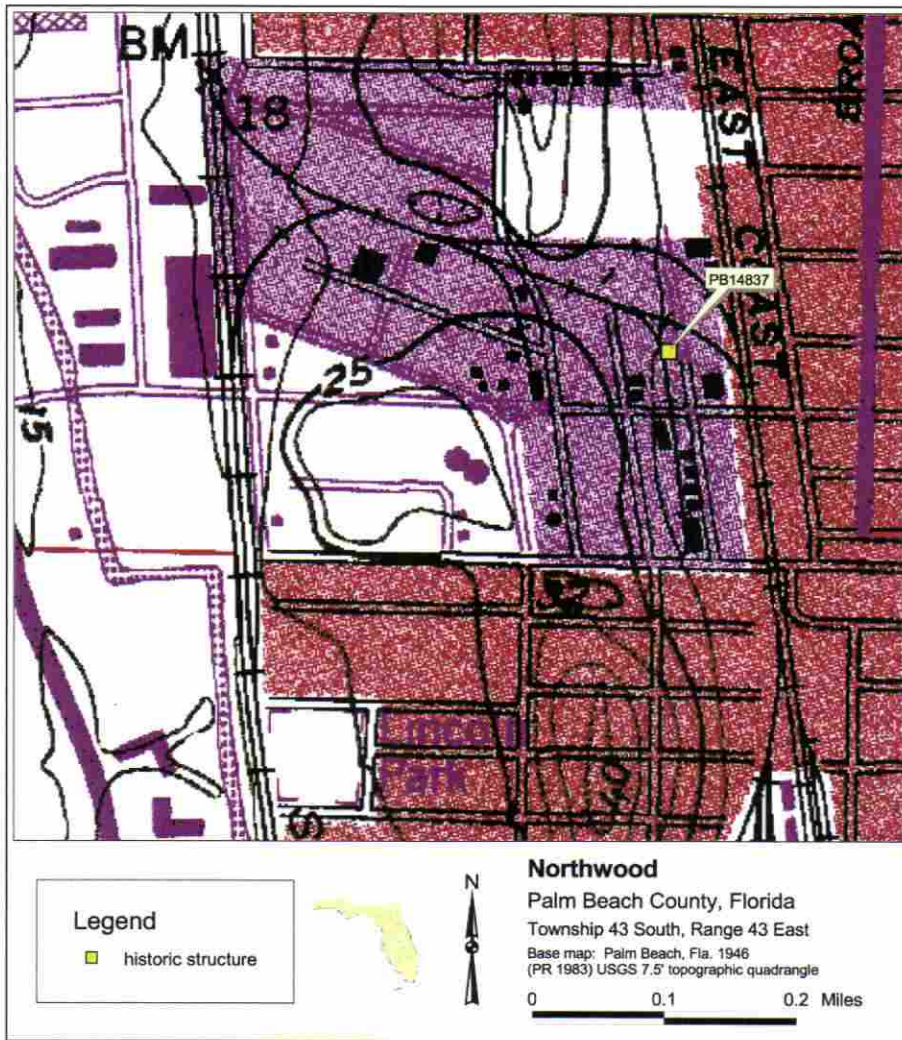 BM
18
EAST COAST
PB14837
25
15
Lincoln
Park
40
S
Legend
historic structure
N
Northwood
Palm Beach County, Florida
Township 43 South, Range 43 East
Base map: Palm Beach, Fla. 1946
(PR 1983) USGS 7.5' topographic quadrangle
0 0.1 0.2 Miles